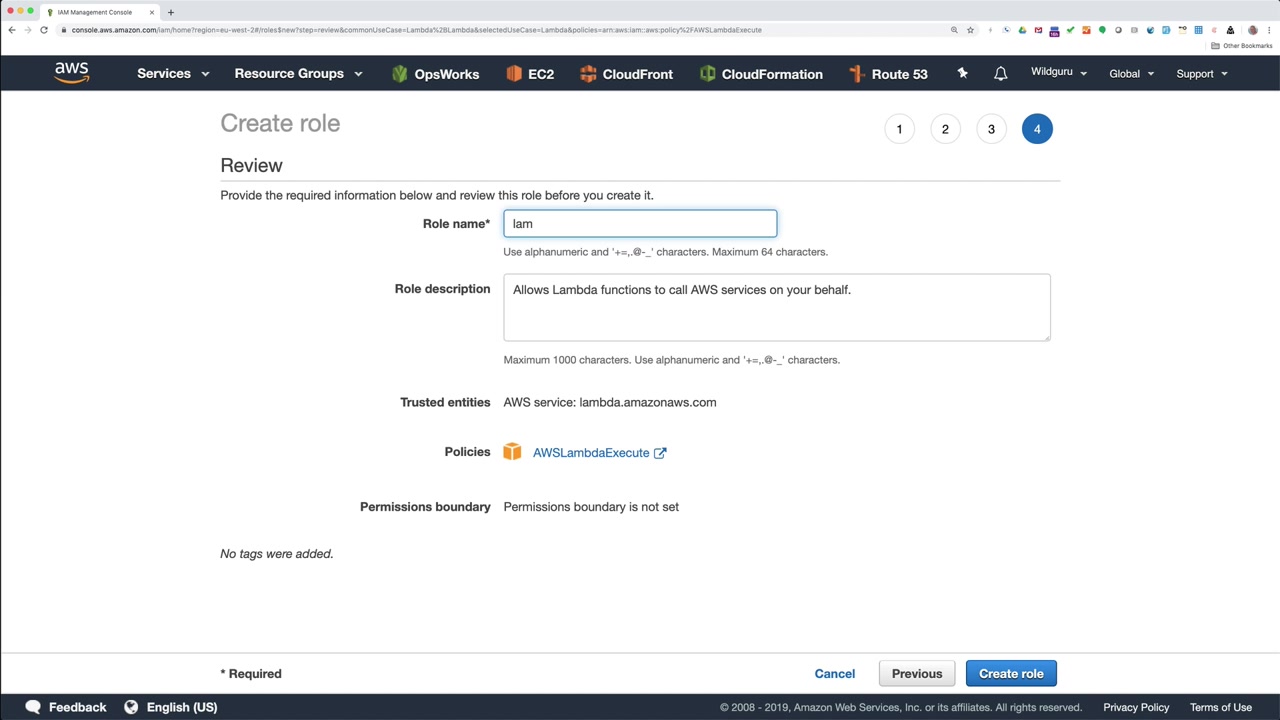 IAM Management Console
console.aws.amazon.com/iam/home?region=eu-west-2#/roles$new?step=review&commonUseCase=Lambda%2BLambda&selectedUseCase=Lambda&policies=arn:aws:iam::aws:policy%2FAWSLambdaExecute
Other Bookmarks
aws Services Resource Groups OpsWorks EC2 CloudFront CloudFormation Route 53 Wildguru Global Support
Create role
1 2 3 4
Review
Provide the required information below and review this role before you create it.
Role name* lam
Use alphanumeric and '+=,.@-_' characters. Maximum 64 characters.
Role description Allows Lambda functions to call AWS services on your behalf.
Maximum 1000 characters. Use alphanumeric and '+=,.@-_' characters.
Trusted entities AWS service: lambda.amazonaws.com
Policies AWSLambdaExecute
Permissions boundary Permissions boundary is not set
No tags were added.
* Required Cancel Previous Create role
Feedback English (US) © 2008 - 2019, Amazon Web Services, Inc. or its affiliates. All rights reserved. Privacy Policy Terms of Use